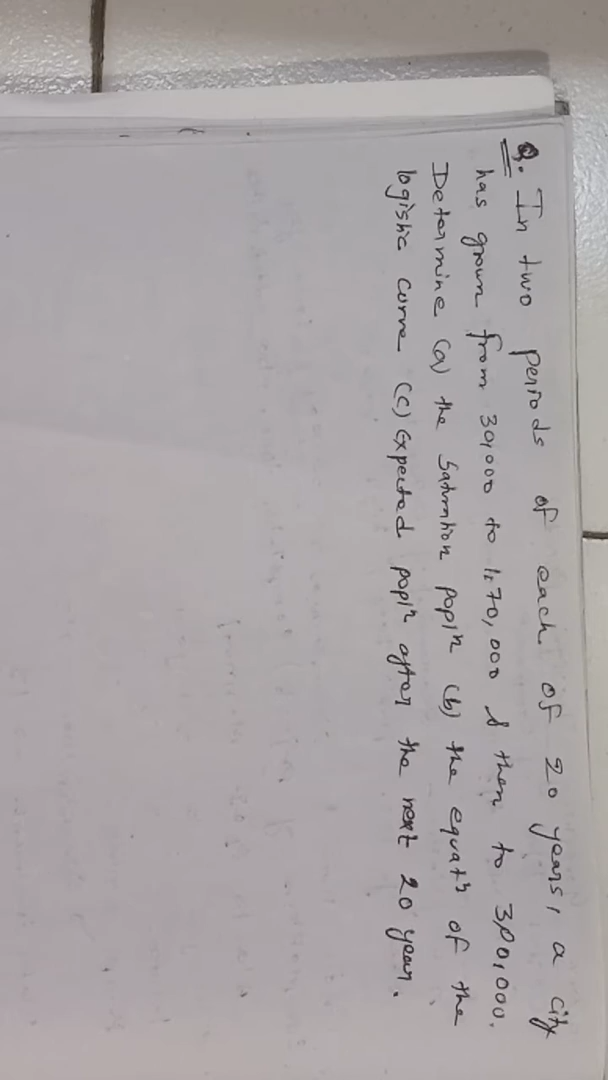 Q. In two periods of each of 20 years, a city
has grown from 30,000 to 1,70,000 & then to 3,00,000.
Determine (a) the Saturation popln (b) the equatn of the
logistic curve (c) Expected popln after the next 20 year.